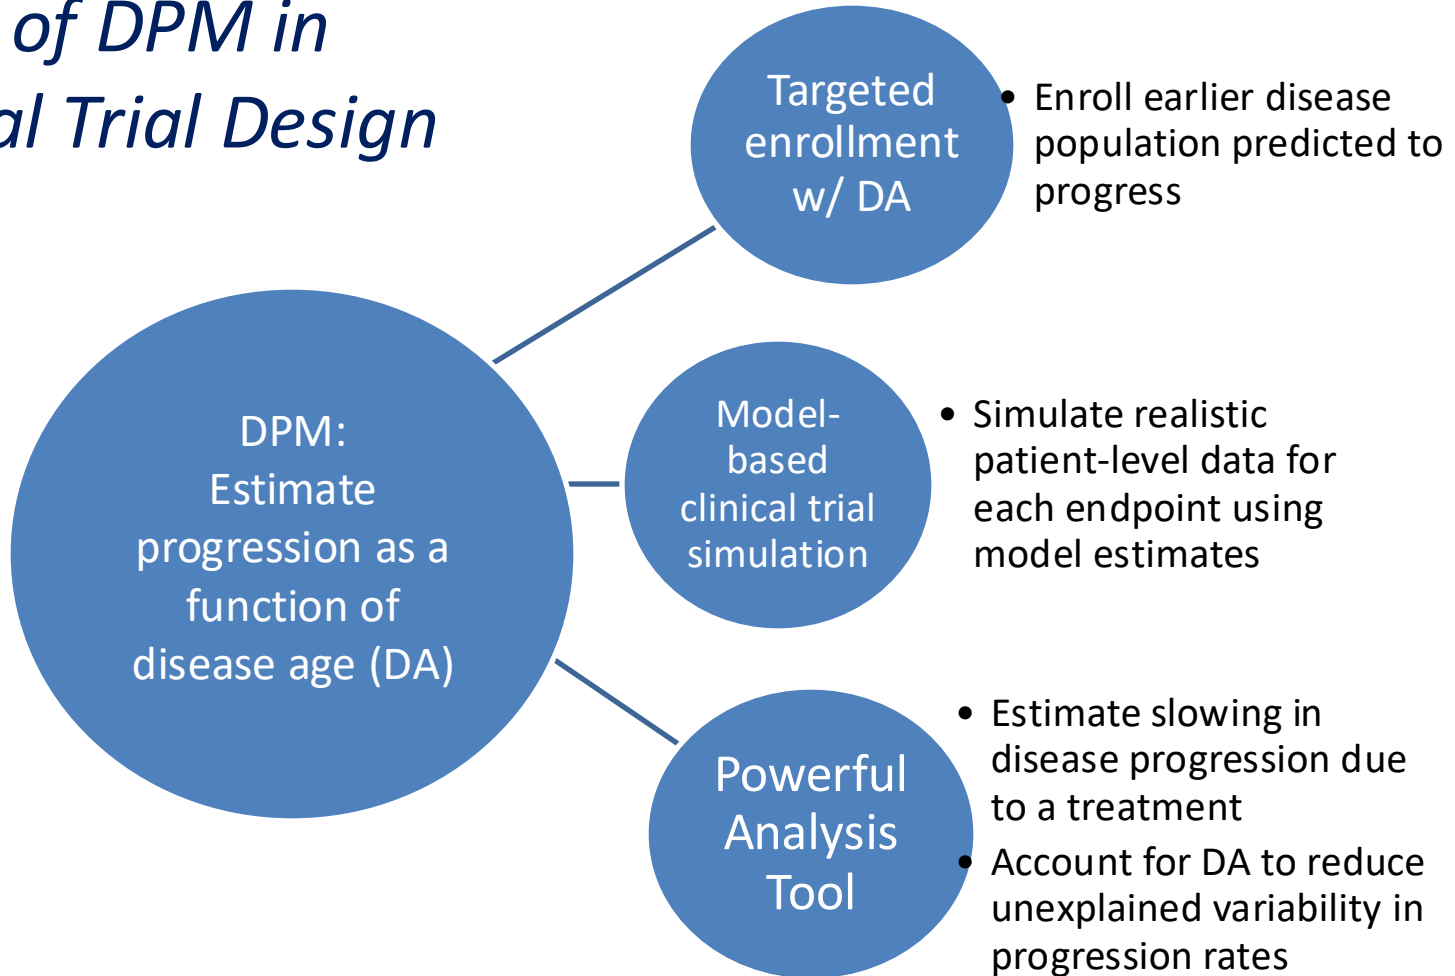 of DPM in
al Trial Design
Targeted
enrollment
w/ DA
• Enroll earlier disease
population predicted to
progress
DPM:
Estimate
progression as a
function of
disease age (DA)
Model-
based
clinical trial
simulation
• Simulate realistic
patient-level data for
each endpoint using
model estimates
Powerful
Analysis
Tool
• Estimate slowing in
disease progression due
to a treatment
• Account for DA to reduce
unexplained variability in
progression rates